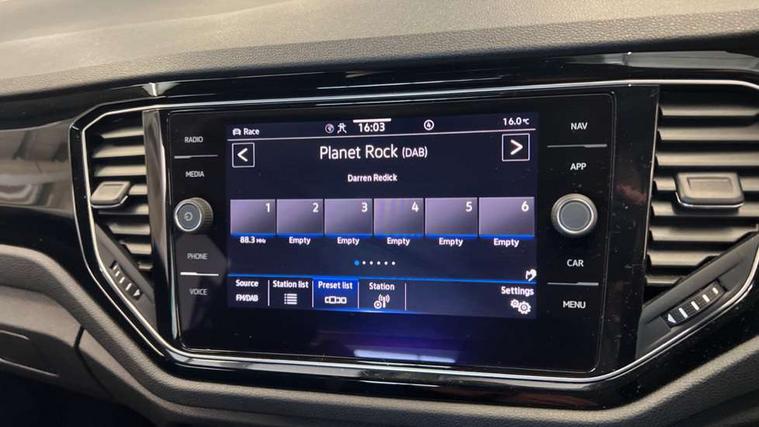 Race
16:03
16.0°C
Planet Rock (DAB)
Darren Redick
1 2 3 4 5 6
88.3 MHz Empty Empty Empty Empty Empty
Source Station list Preset list Station Settings
FM/DAB
RADIO
MEDIA
PHONE
VOICE
NAV
APP
CAR
MENU